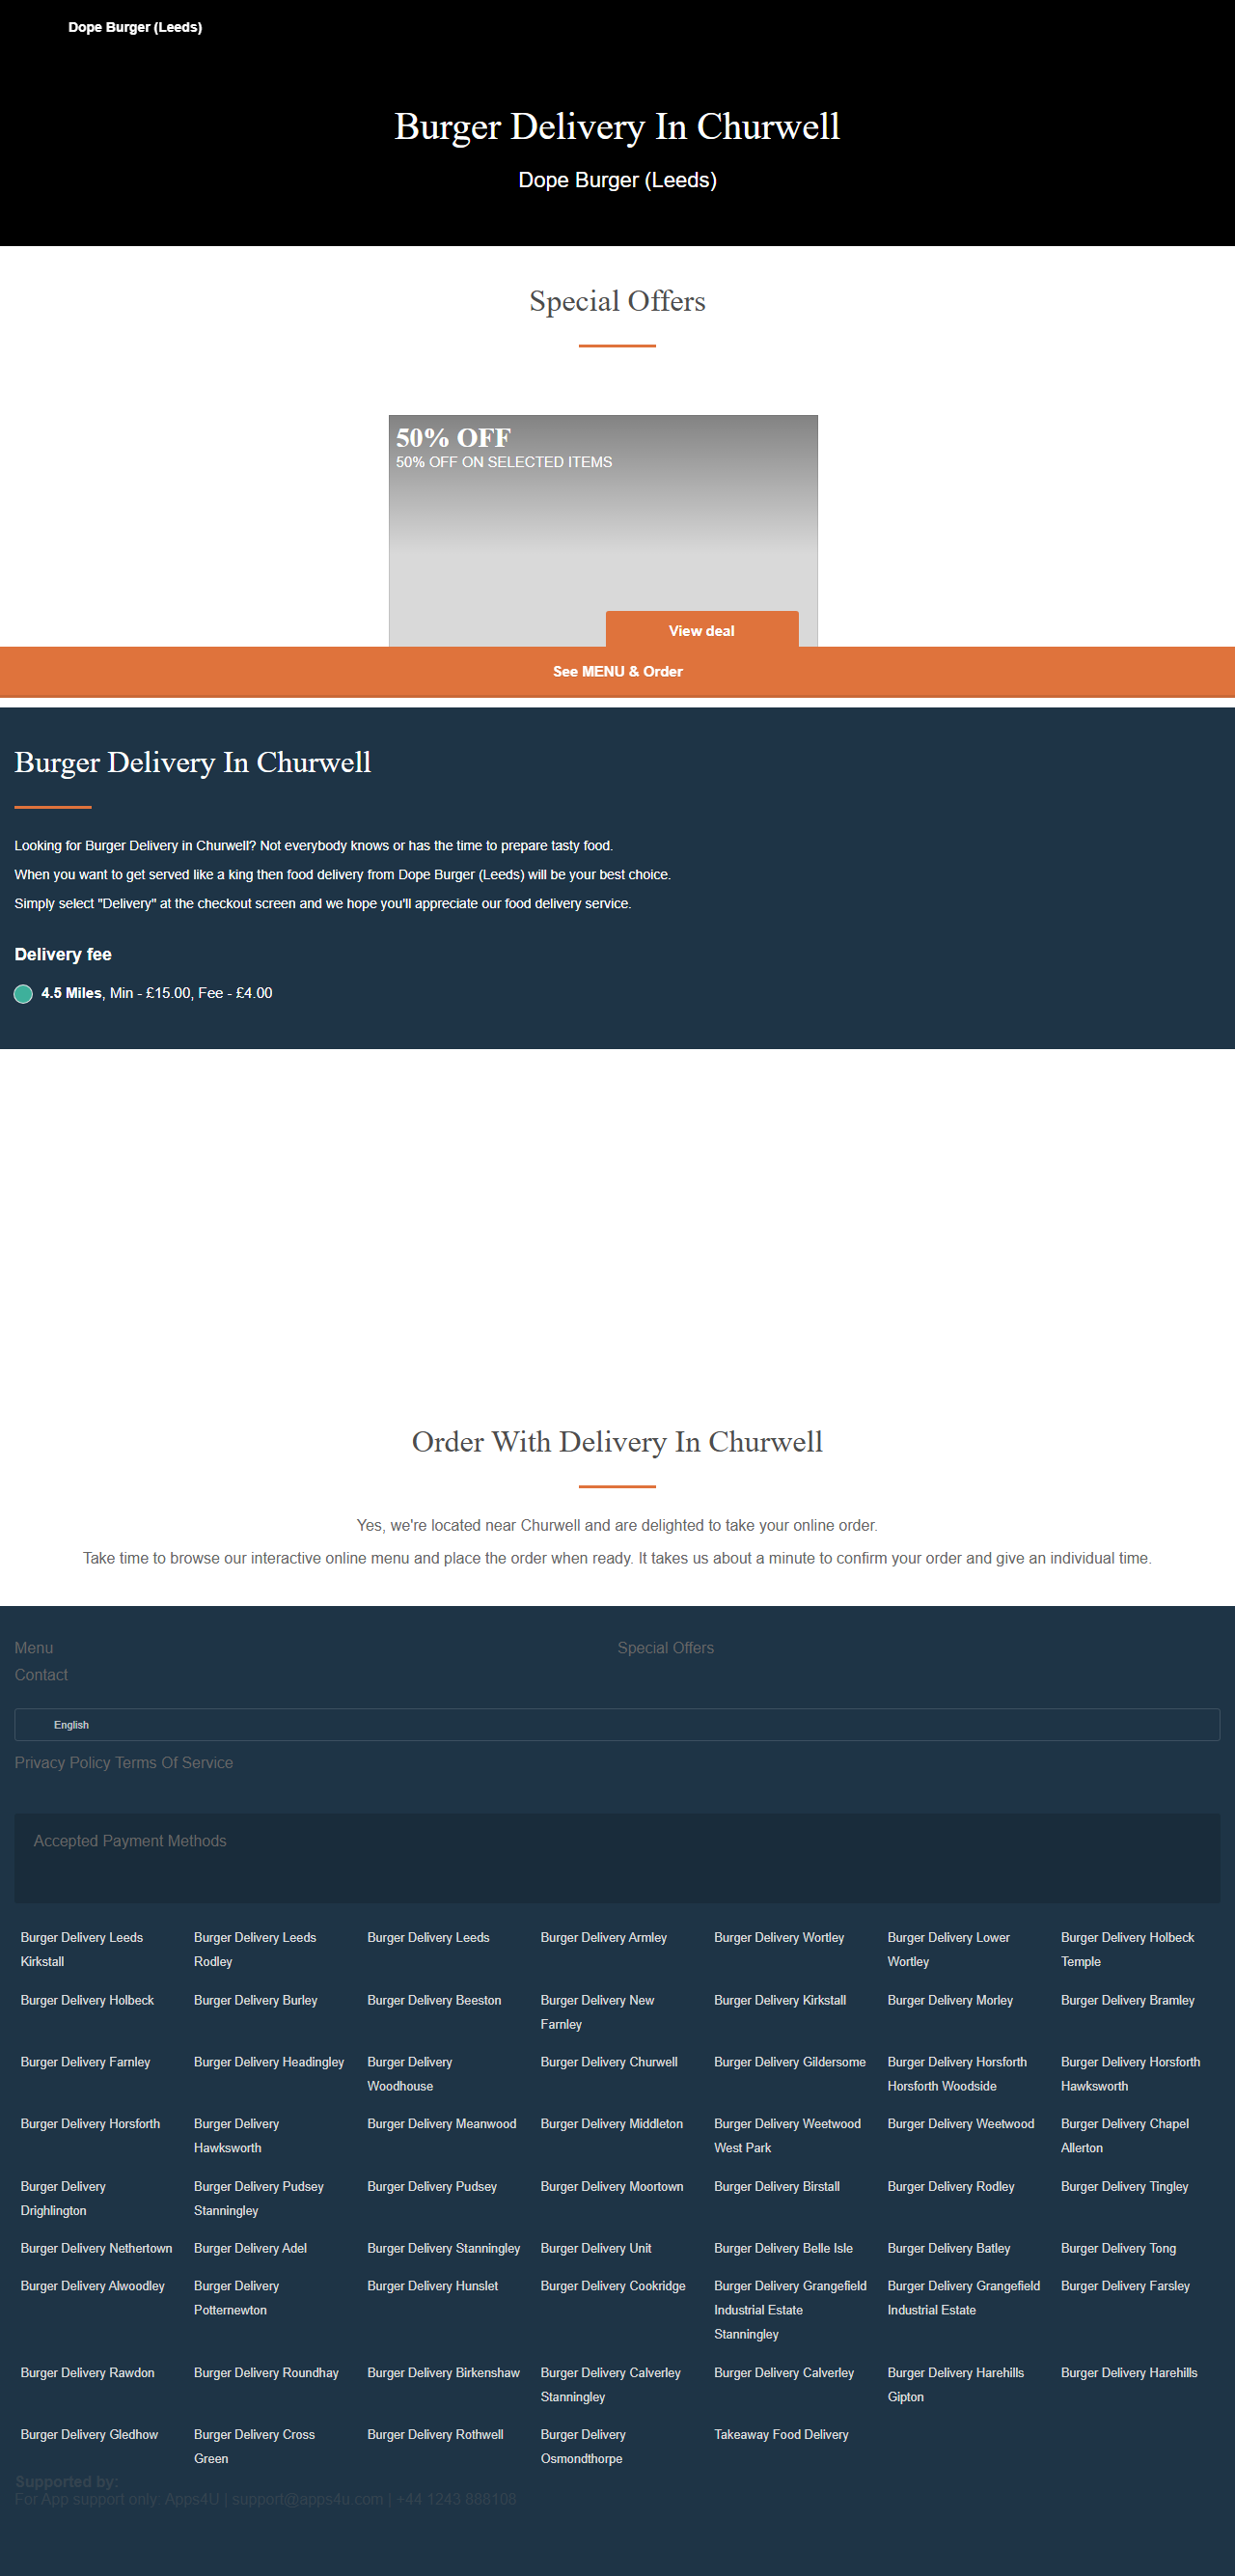 Dope Burger (Leeds)
Burger Delivery In Churwell
Dope Burger (Leeds)
Special Offers
50% OFF
50% OFF ON SELECTED ITEMS
View deal
See MENU & Order
Burger Delivery In Churwell
Looking for Burger Delivery in Churwell? Not everybody knows or has the time to prepare tasty food.
When you want to get served like a king then food delivery from Dope Burger (Leeds) will be your best choice.
Simply select "Delivery" at the checkout screen and we hope you'll appreciate our food delivery service.
Delivery fee
4.5 Miles, Min - £15.00, Fee - £4.00
Order With Delivery In Churwell
Yes, we're located near Churwell and are delighted to take your online order.
Take time to browse our interactive online menu and place the order when ready. It takes us about a minute to confirm your order and give an individual time.
Menu
Special Offers
Contact
English
Privacy Policy Terms Of Service
Accepted Payment Methods
Burger Delivery Leeds Kirkstall
Burger Delivery Leeds Rodley
Burger Delivery Leeds
Burger Delivery Armley
Burger Delivery Wortley
Burger Delivery Lower Wortley
Burger Delivery Holbeck Temple
Burger Delivery Holbeck
Burger Delivery Burley
Burger Delivery Beeston
Burger Delivery New Farnley
Burger Delivery Kirkstall
Burger Delivery Morley
Burger Delivery Bramley
Burger Delivery Farnley
Burger Delivery Headingley
Burger Delivery Woodhouse
Burger Delivery Churwell
Burger Delivery Gildersome
Burger Delivery Horsforth Horsforth Woodside
Burger Delivery Horsforth Hawksworth
Burger Delivery Horsforth
Burger Delivery Hawksworth
Burger Delivery Meanwood
Burger Delivery Middleton
Burger Delivery Weetwood West Park
Burger Delivery Weetwood
Burger Delivery Chapel Allerton
Burger Delivery Drighlington
Burger Delivery Pudsey Stanningley
Burger Delivery Pudsey
Burger Delivery Moortown
Burger Delivery Birstall
Burger Delivery Rodley
Burger Delivery Tingley
Burger Delivery Nethertown
Burger Delivery Adel
Burger Delivery Stanningley
Burger Delivery Unit
Burger Delivery Belle Isle
Burger Delivery Batley
Burger Delivery Tong
Burger Delivery Alwoodley
Burger Delivery Potternewton
Burger Delivery Hunslet
Burger Delivery Cookridge
Burger Delivery Grangefield Industrial Estate Stanningley
Burger Delivery Grangefield Industrial Estate
Burger Delivery Farsley
Burger Delivery Rawdon
Burger Delivery Roundhay
Burger Delivery Birkenshaw
Burger Delivery Calverley Stanningley
Burger Delivery Calverley
Burger Delivery Harehills Gipton
Burger Delivery Harehills
Burger Delivery Gledhow
Burger Delivery Cross Green
Burger Delivery Rothwell
Burger Delivery Osmondthorpe
Takeaway Food Delivery
Supported by:
For App support only: Apps4U | support@apps4u.com | +44 1243 888108